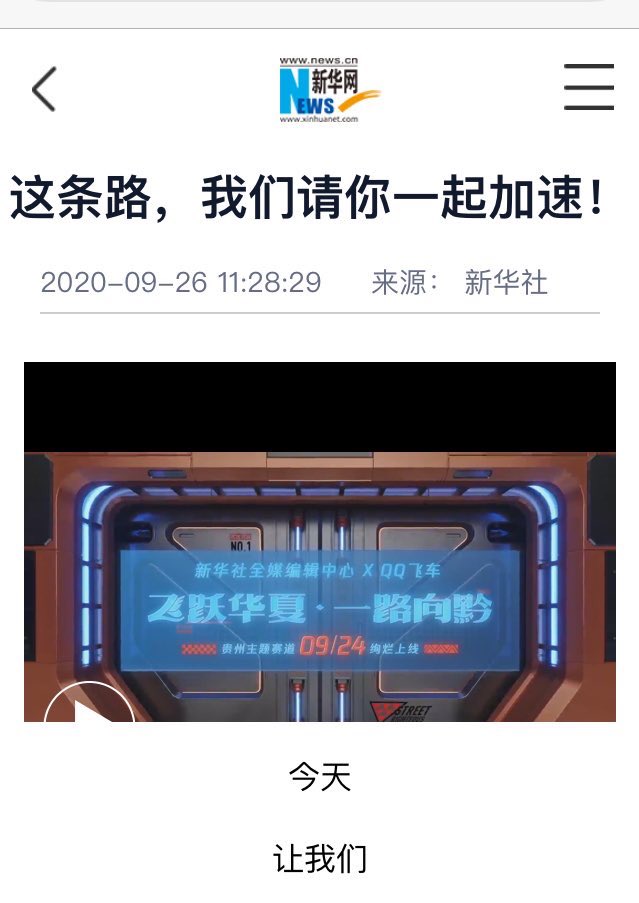 www.news.cn
新华网
NEWS
www.xinhuanet.com
这条路，我们请你一起加速！
2020-09-26 11:28:29 来源： 新华社
NO.1
新华社全媒编辑中心 X QQ飞车
飞跃华夏·一路向黔
贵州主题赛道 09/24 绚烂上线
STREET
今天
让我们